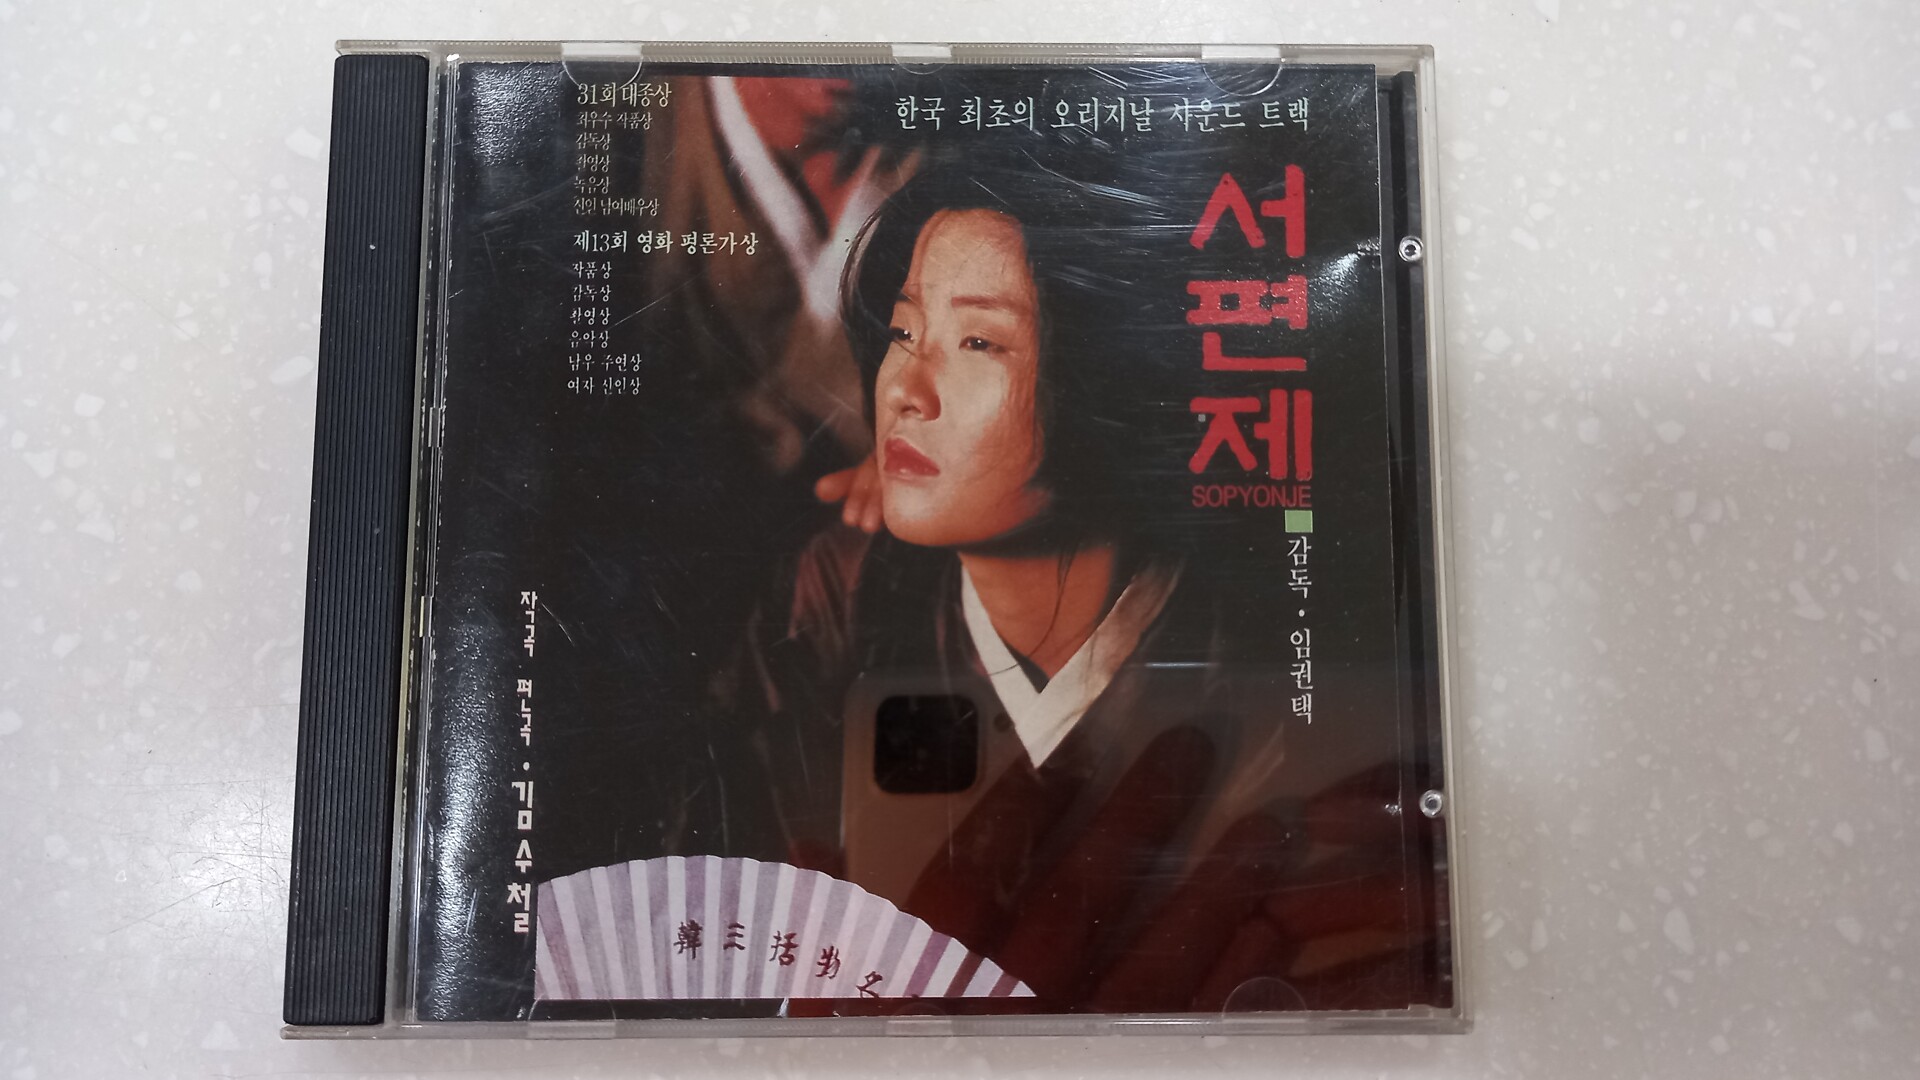 31회 대종상
최우수 작품상
감독상
촬영상
녹음상
신인 남여배우상
제13회 영화 평론가상
작품상
감독상
촬영상
음악상
남우 주연상
여자 신인상
한국 최초의 오리지날 사운드 트랙
서편제
SOPYONJE
감독·임권택
작곡 편곡·김수철
韓三